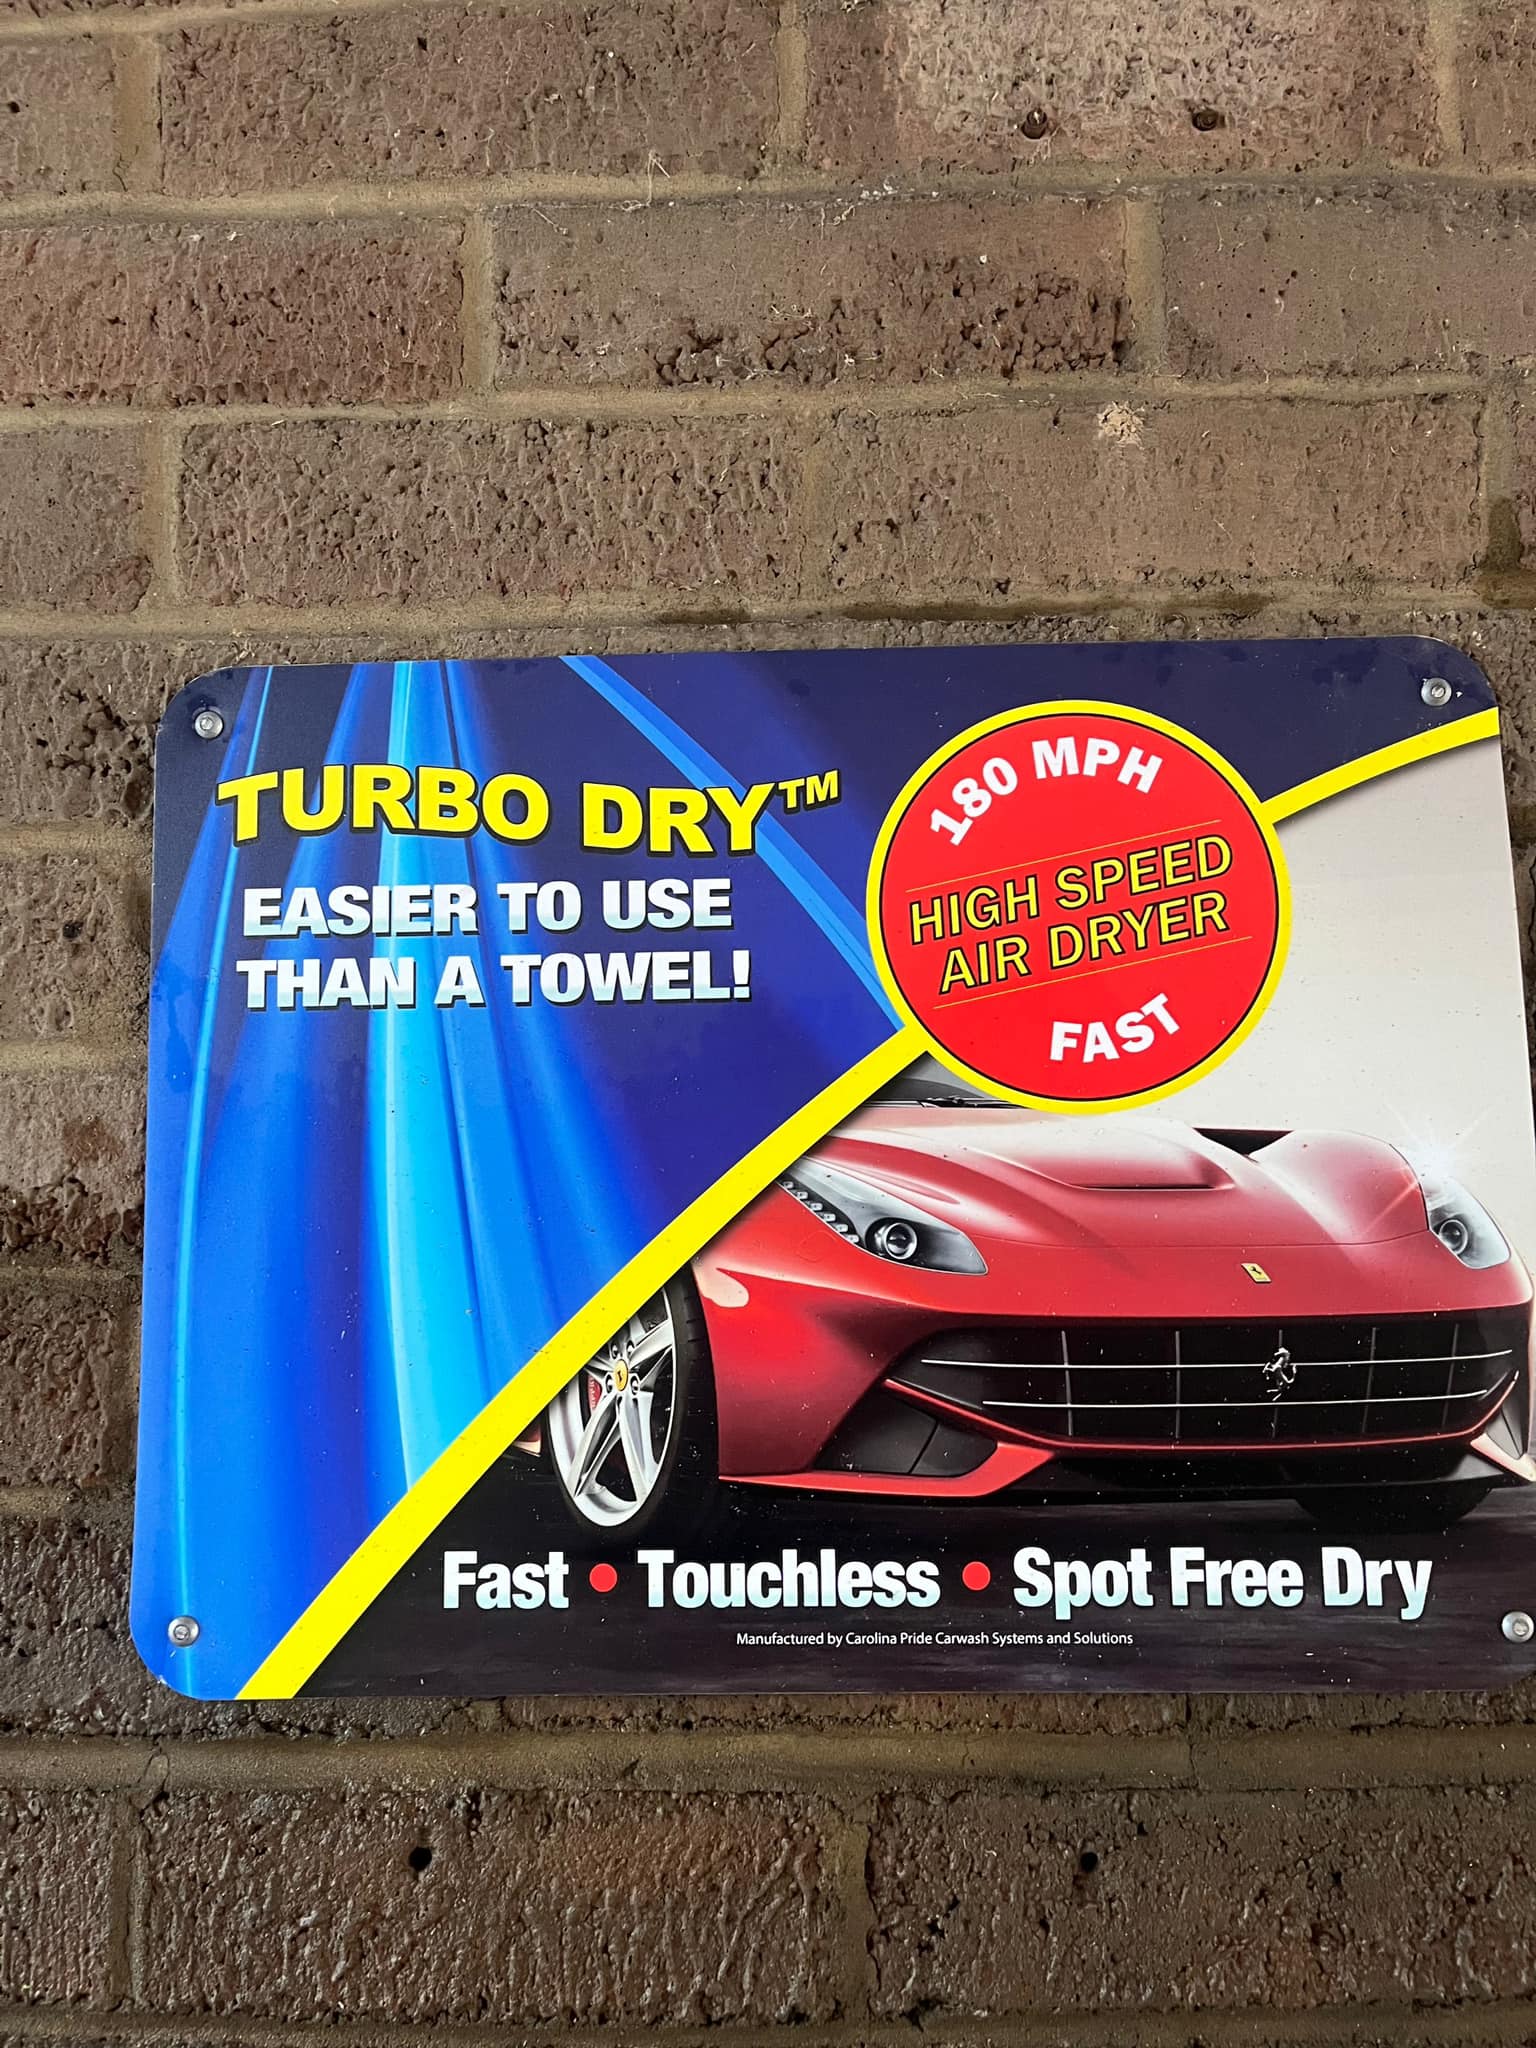 TURBO DRY™
EASIER TO USE
THAN A TOWEL!
180 MPH
HIGH SPEED
AIR DRYER
FAST
Fast • Touchless • Spot Free Dry
Manufactured by Carolina Pride Carwash Systems and Solutions